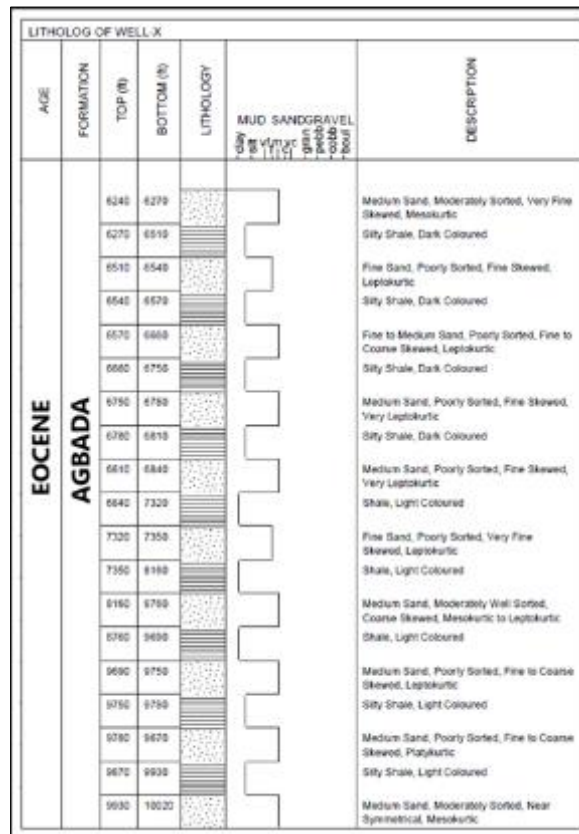 LITHOLOG OF WELL-X
AGE
FORMATION
TOP (ft)
BOTTOM (ft)
LITHOLOGY
MUD SANDGRAVEL
clay
silt
vf
f
m
c
vc
gran
pebb
cobb
boul
DESCRIPTION
EOCENE
AGBADA
6240 6270 Medium Sand, Moderately Sorted, Very Fine
Skewed, Mesokurtic
6270 6510 Silty Shale, Dark Coloured
6510 6540 Fine Sand, Poorly Sorted, Fine Skewed,
Leptokurtic
6540 6570 Silty Shale, Dark Coloured
6570 6660 Fine to Medium Sand, Poorly Sorted, Fine to
Coarse Skewed, Leptokurtic
6660 6750 Silty Shale, Dark Coloured
6750 6780 Medium Sand, Poorly Sorted, Fine Skewed,
Very Leptokurtic
6780 6810 Silty Shale, Dark Coloured
6810 6840 Medium Sand, Poorly Sorted, Fine Skewed,
Very Leptokurtic
6840 7320 Shale, Light Coloured
7320 7350 Fine Sand, Poorly Sorted, Very Fine
Skewed, Leptokurtic
7350 8160 Shale, Light Coloured
8160 Medium Sand, Moderately Well Sorted,
Coarse Skewed, Mesokurtic to Leptokurtic
9690 Shale, Light Coloured
9690 9750 Medium Sand, Poorly Sorted, Fine to Coarse
Skewed, Leptokurtic
9750 9780 Silty Shale, Light Coloured
9780 9870 Medium Sand, Poorly Sorted, Fine to Coarse
Skewed, Platykurtic
9870 9930 Silty Shale, Light Coloured
9930 10020 Medium Sand, Moderately Sorted, Near
Symmetrical, Mesokurtic